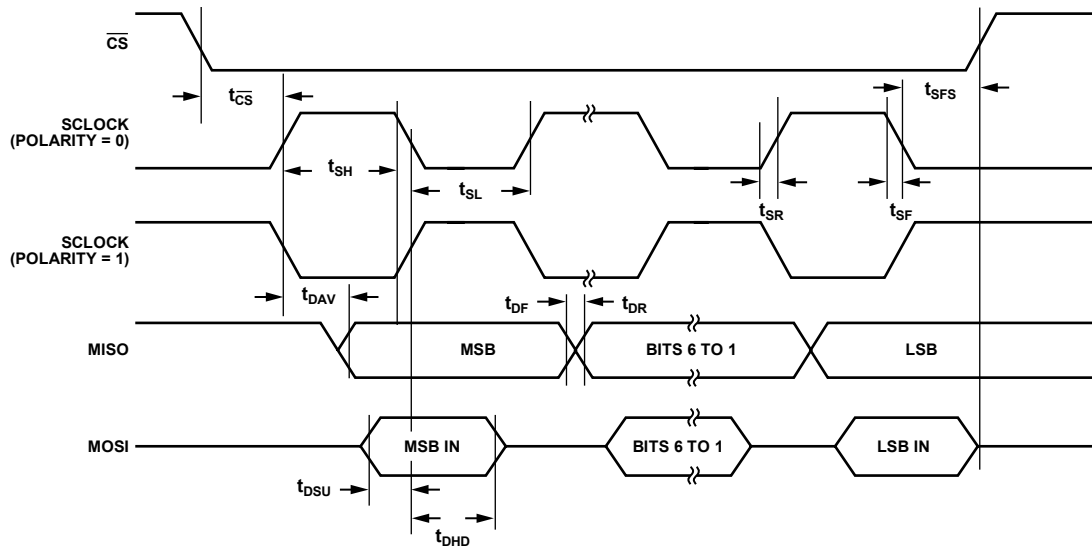 CS
tCS
tSFS
SCLOCK
(POLARITY = 0)
tSH
tSL
tSR
tSF
SCLOCK
(POLARITY = 1)
tDAV
tDF
tDR
MISO
MSB
BITS 6 TO 1
LSB
MOSI
MSB IN
BITS 6 TO 1
LSB IN
tDSU
tDHD